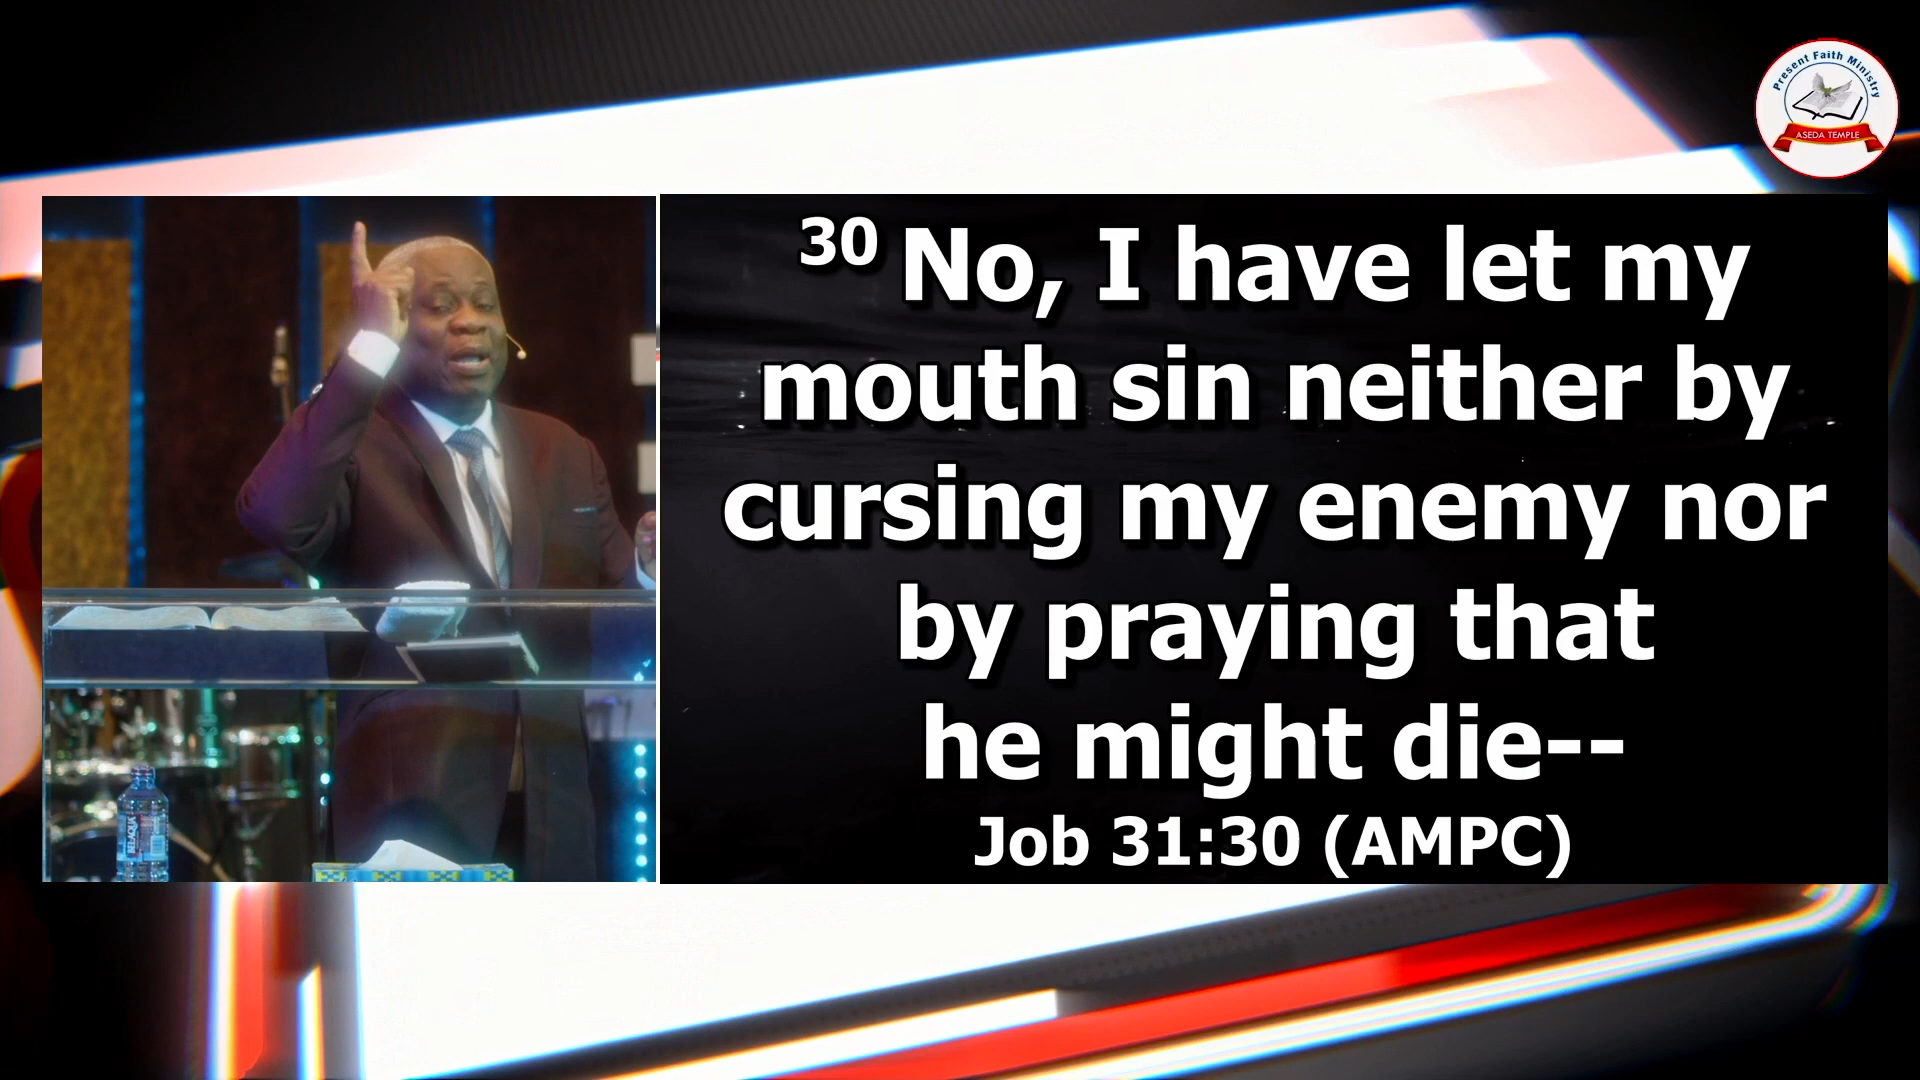 Present Faith Ministry
ASEDA TEMPLE
30 No, I have let my
mouth sin neither by
cursing my enemy nor
by praying that
he might die--
Job 31:30 (AMPC)
BELAQUA